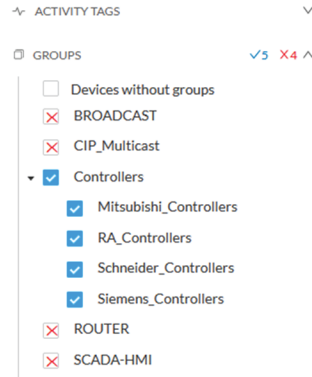 ACTIVITY TAGS
GROUPS 5 4
Devices without groups
BROADCAST
CIP_Multicast
Controllers
Mitsubishi_Controllers
RA_Controllers
Schneider_Controllers
Siemens_Controllers
ROUTER
SCADA-HMI